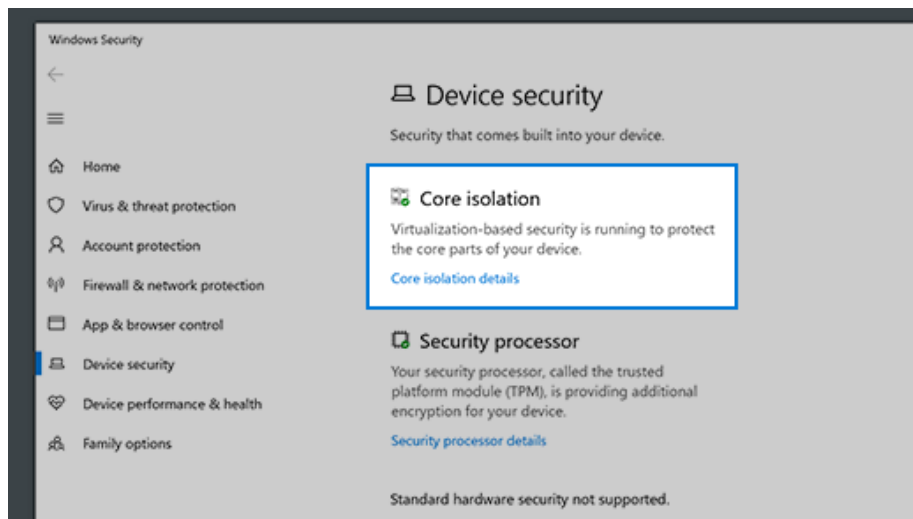 Windows Security
Home
Virus & threat protection
Account protection
Firewall & network protection
App & browser control
Device security
Device performance & health
Family options
Device security
Security that comes built into your device.
Core isolation
Virtualization-based security is running to protect
the core parts of your device.
Core isolation details
Security processor
Your security processor, called the trusted
platform module (TPM), is providing additional
encryption for your device.
Security processor details
Standard hardware security not supported.